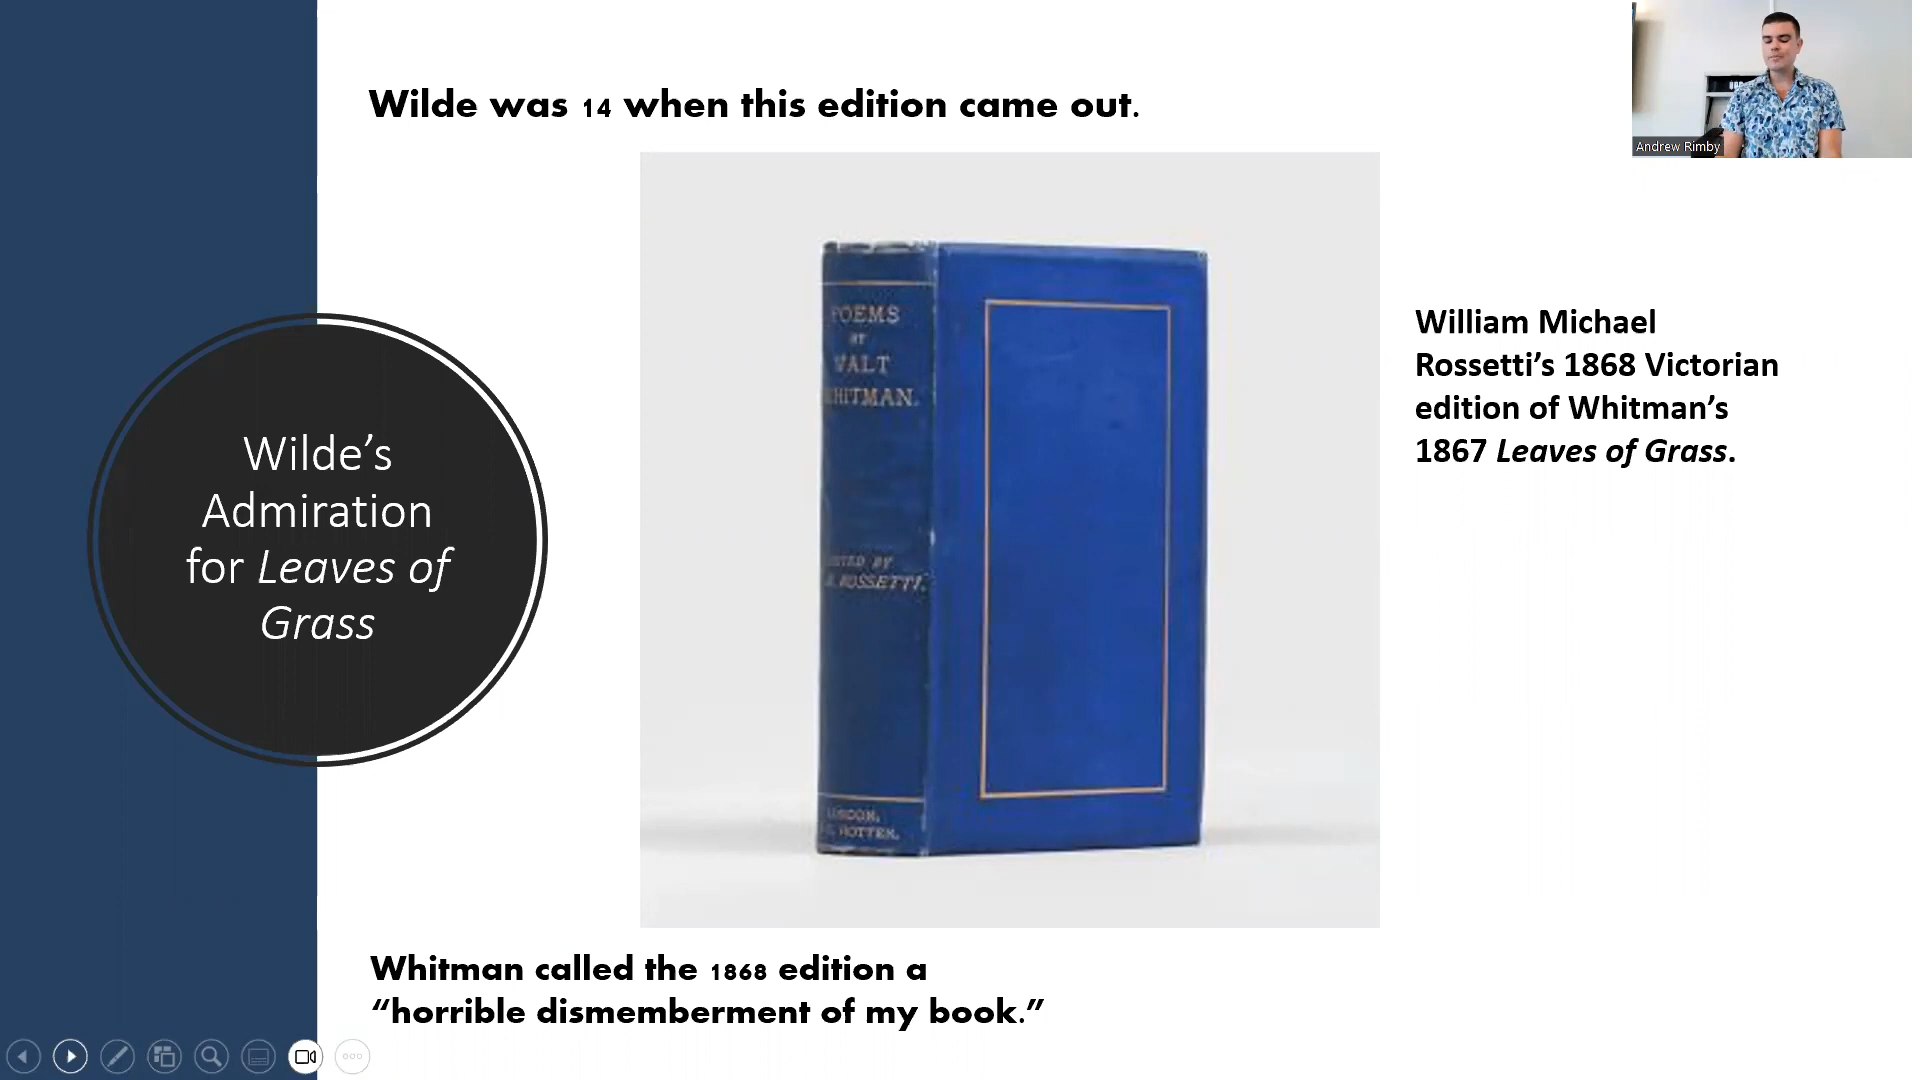 Wilde was 14 when this edition came out.
Andrew Rimby
POEMS
BY
WALT
WHITMAN.
ROSSETTI.
LONDON.
HOTTEN.
William Michael
Rossetti’s 1868 Victorian
edition of Whitman’s
1867 Leaves of Grass.
Wilde’s
Admiration
for Leaves of
Grass
Whitman called the 1868 edition a
“horrible dismemberment of my book.”